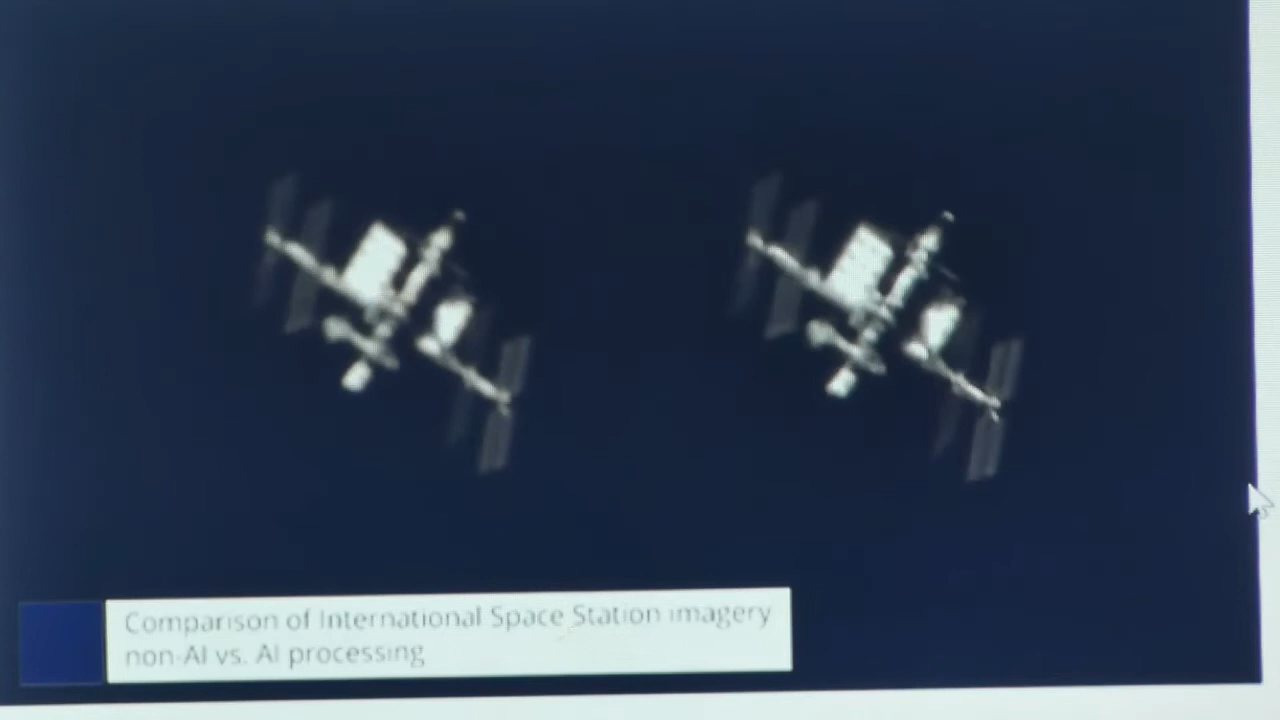 Comparison of International Space Station imagery
non-AI vs. AI processing